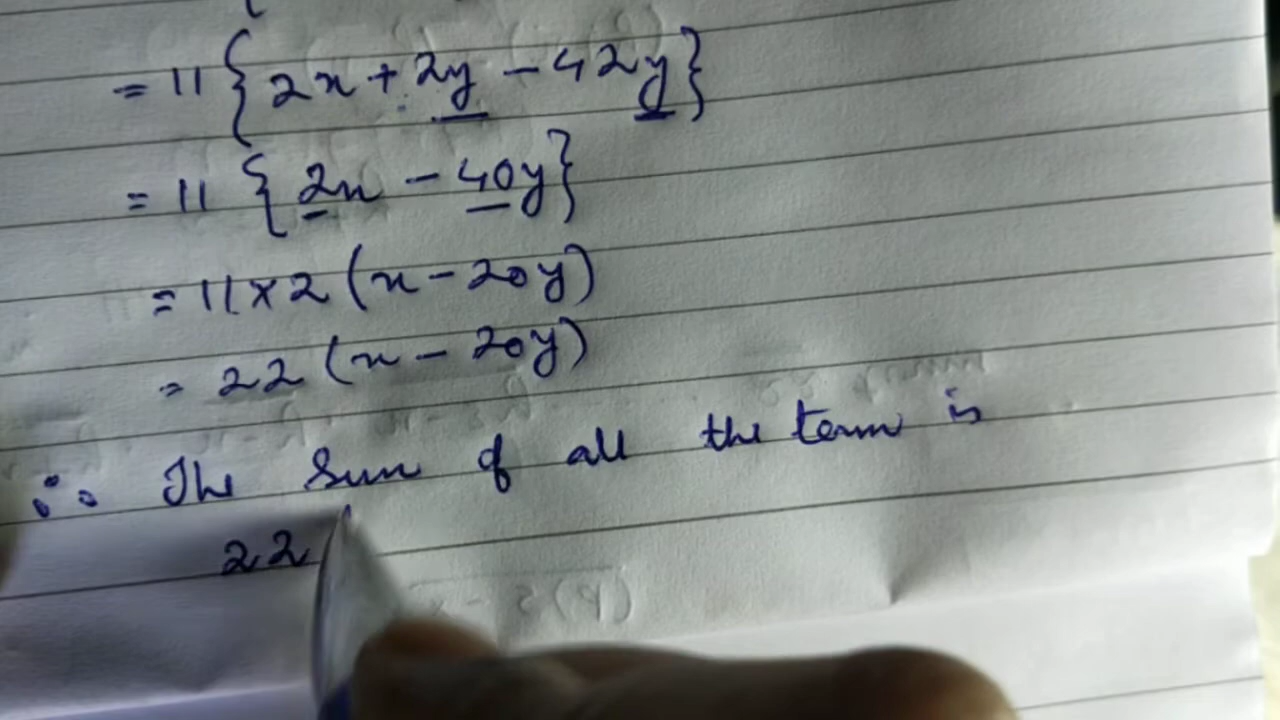 = 11 { 2x + 2y - 42y }
= 11 { 2x - 40y }
= 11 × 2 (x - 20y)
= 22 (x - 20y)
∴ The Sum of all the term is
22